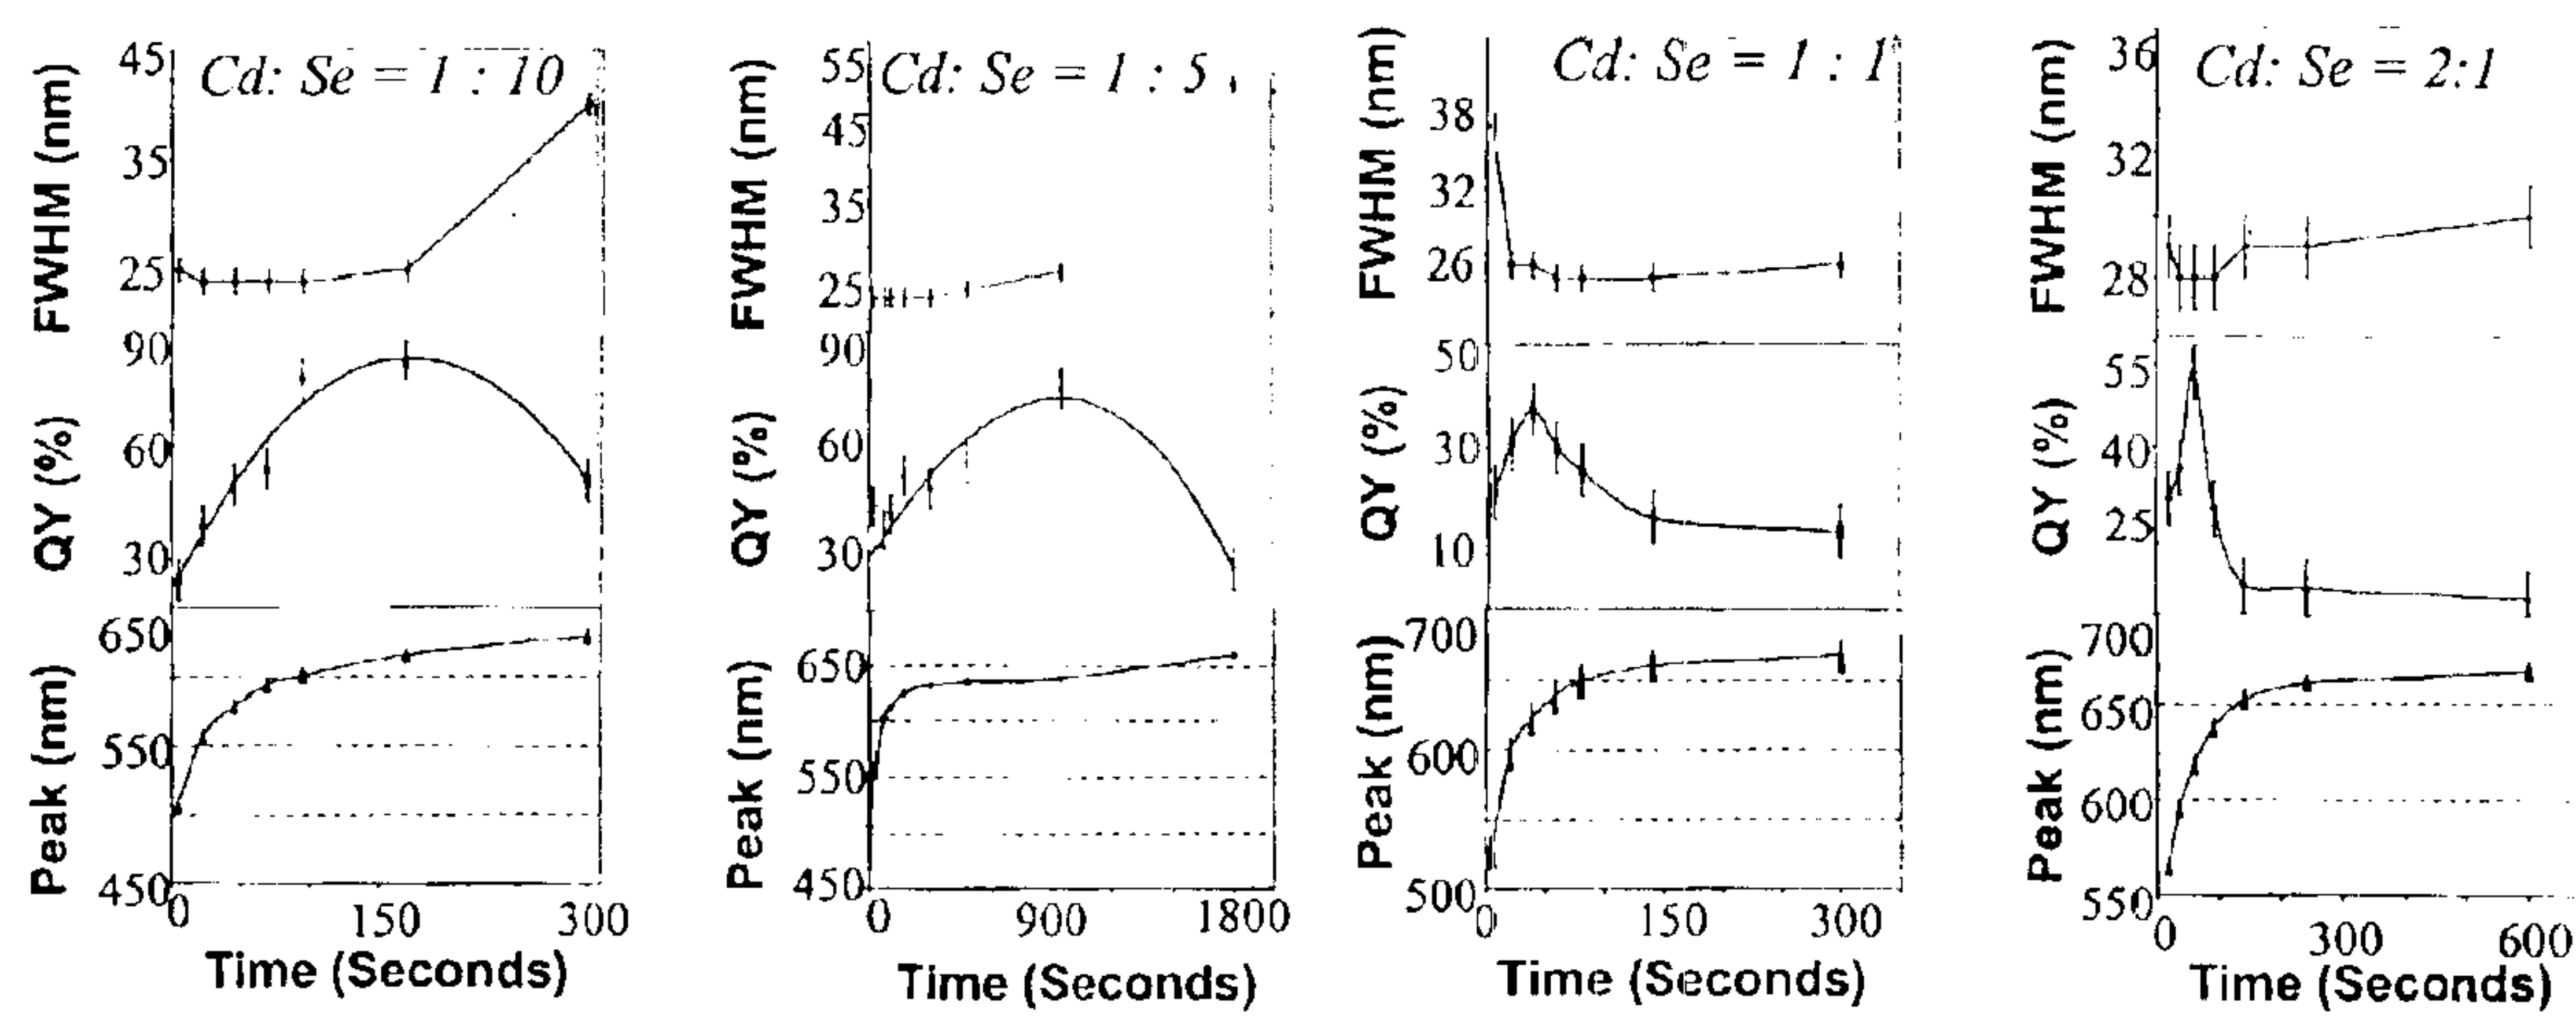 Cd: Se = 1 : 10
FWHM (nm)
45
35
25
QY (%)
90
60
30
Peak (nm)
650
550
450
0 150 300
Time (Seconds)
Cd: Se = 1 : 5
FWHM (nm)
55
45
35
25
QY (%)
90
60
30
Peak (nm)
650
550
450
0 900 1800
Time (Seconds)
Cd: Se = 1 : 1
FWHM (nm)
38
32
26
QY (%)
50
30
10
Peak (nm)
700
600
500
0 150 300
Time (Seconds)
Cd: Se = 2:1
FWHM (nm)
36
32
28
QY (%)
55
40
25
Peak (nm)
700
650
600
550
0 300 600
Time (Seconds)